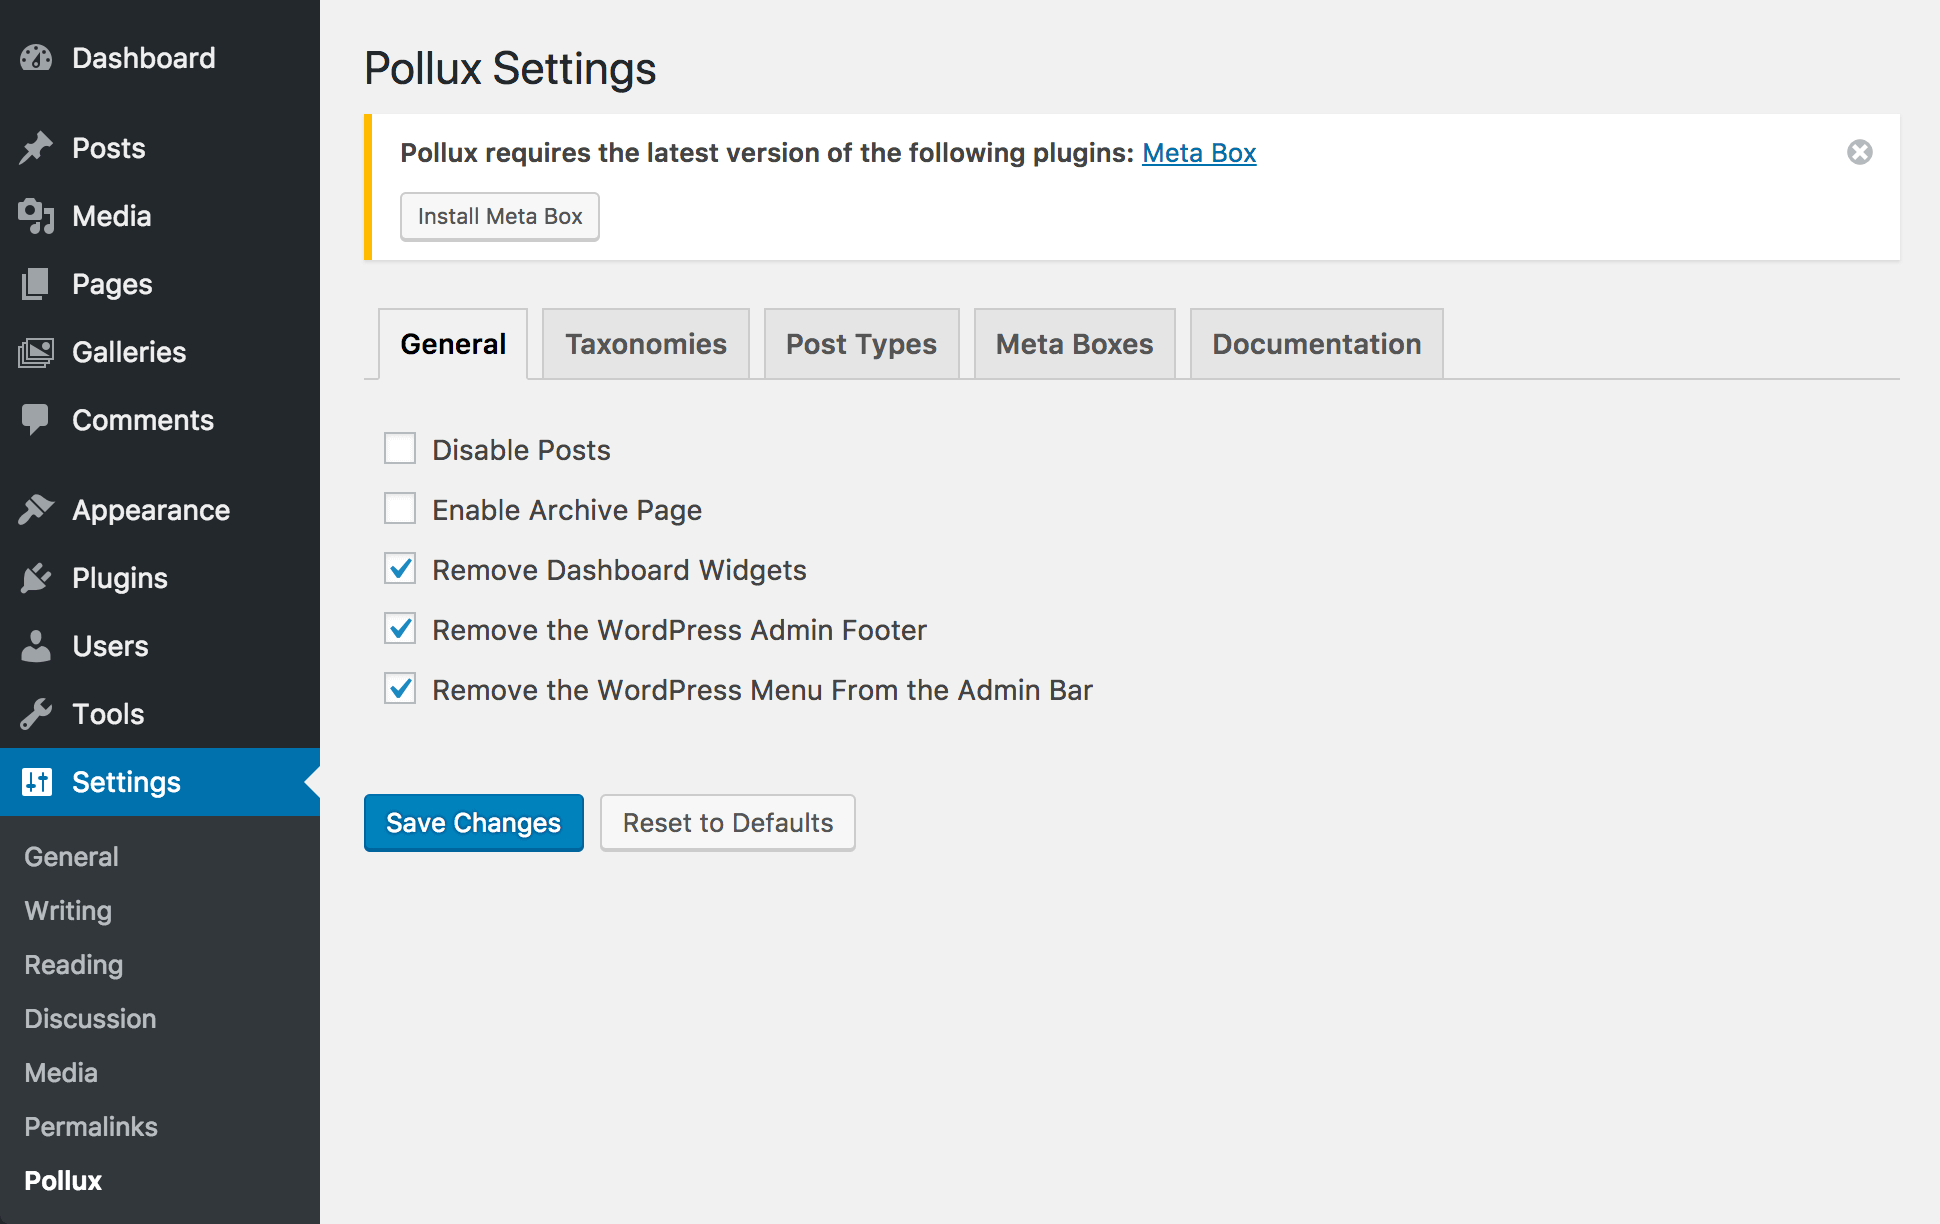 Dashboard
Posts
Media
Pages
Galleries
Comments
Appearance
Plugins
Users
Tools
Settings
General
Writing
Reading
Discussion
Media
Permalinks
Pollux
Pollux Settings
Pollux requires the latest version of the following plugins: Meta Box
Install Meta Box
General Taxonomies Post Types Meta Boxes Documentation
Disable Posts
Enable Archive Page
Remove Dashboard Widgets
Remove the WordPress Admin Footer
Remove the WordPress Menu From the Admin Bar
Save Changes Reset to Defaults